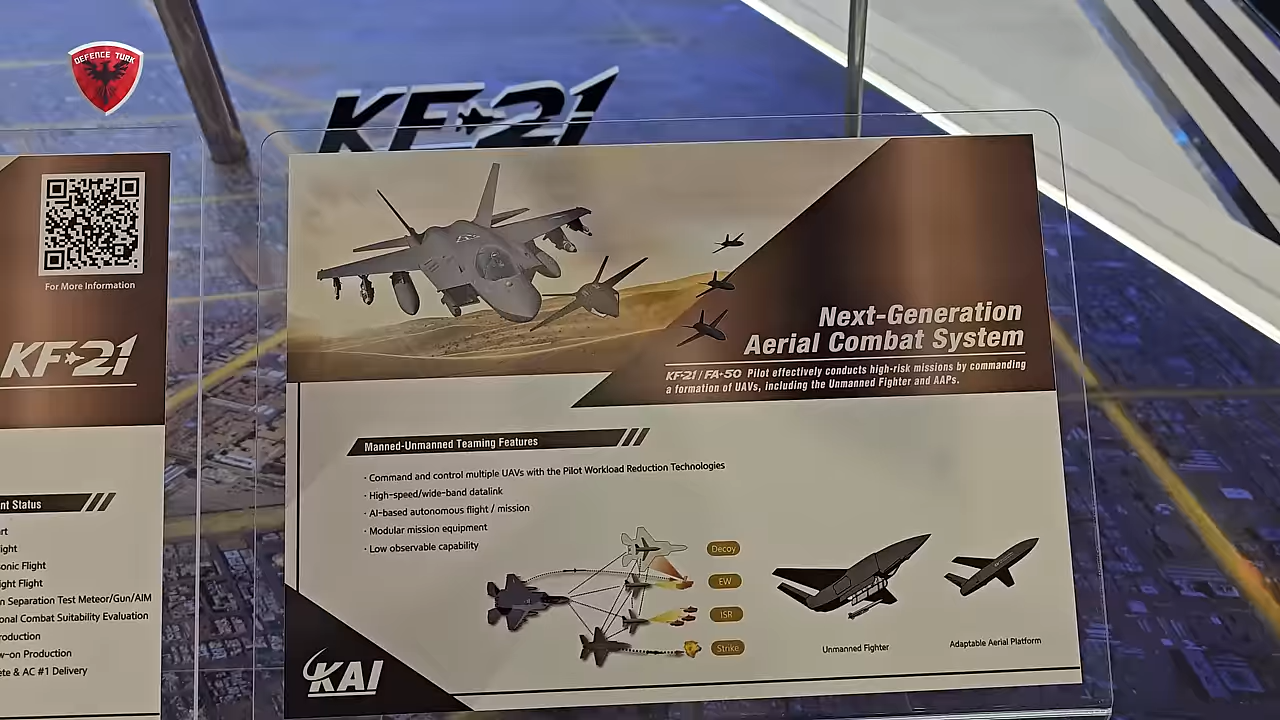 DEFENCE TURK
KF-21
For More Information
KF-21
nt Status
rt
ight
onic Flight
ight Flight
n Separation Test Meteor/Gun/AIM
onal Combat Suitability Evaluation
roduction
w-on Production
ete & AC #1 Delivery
Next-Generation
Aerial Combat System
KF-21 / FA-50 Pilot effectively conducts high-risk missions by commanding
a formation of UAVs, including the Unmanned Fighter and AAPs.
Manned-Unmanned Teaming Features
· Command and control multiple UAVs with the Pilot Workload Reduction Technologies
· High-speed/wide-band datalink
· AI-based autonomous flight / mission
· Modular mission equipment
· Low observable capability
Decoy
EW
ISR
Strike
Unmanned Fighter
Adaptable Aerial Platform
KAI